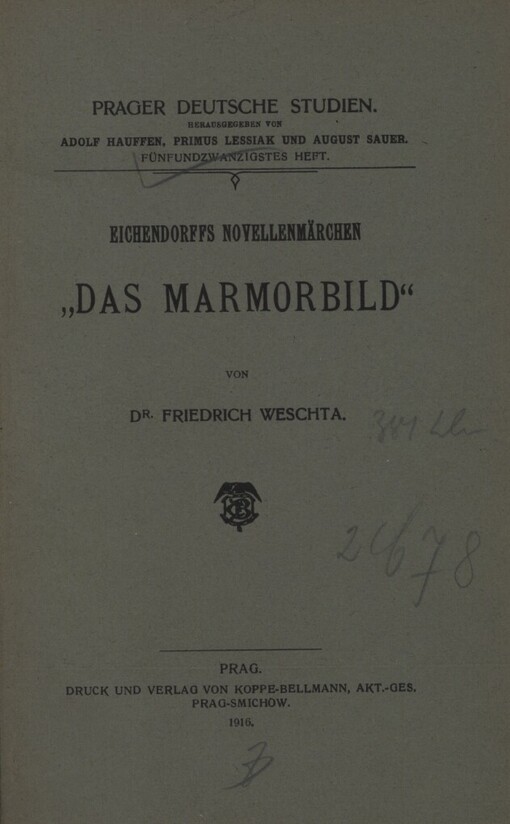 PRAGER DEUTSCHE STUDIEN.
HERAUSGEGEBEN VON
ADOLF HAUFFEN, PRIMUS LESSIAK UND AUGUST SAUER.
FÜNFUNDZWANZIGSTES HEFT.
EICHENDORFFS NOVELLENMÄRCHEN
„DAS MARMORBILD“
VON
DR. FRIEDRICH WESCHTA.
PRAG.
DRUCK UND VERLAG VON KOPPE-BELLMANN, AKT.-GES.
PRAG-SMICHOW.
1916.